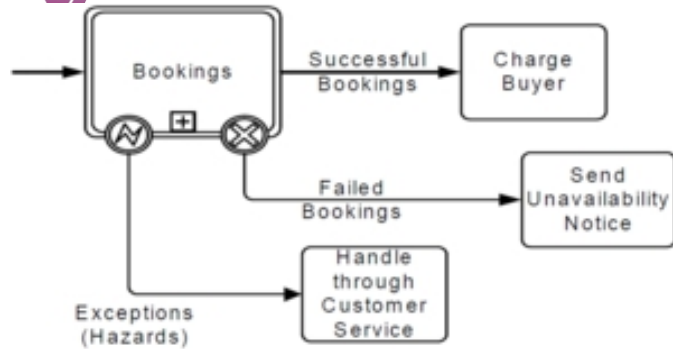 Bookings
Successful
Bookings
Charge
Buyer
Failed
Bookings
Send
Unavailability
Notice
Handle
through
Customer
Service
Exceptions
(Hazards)